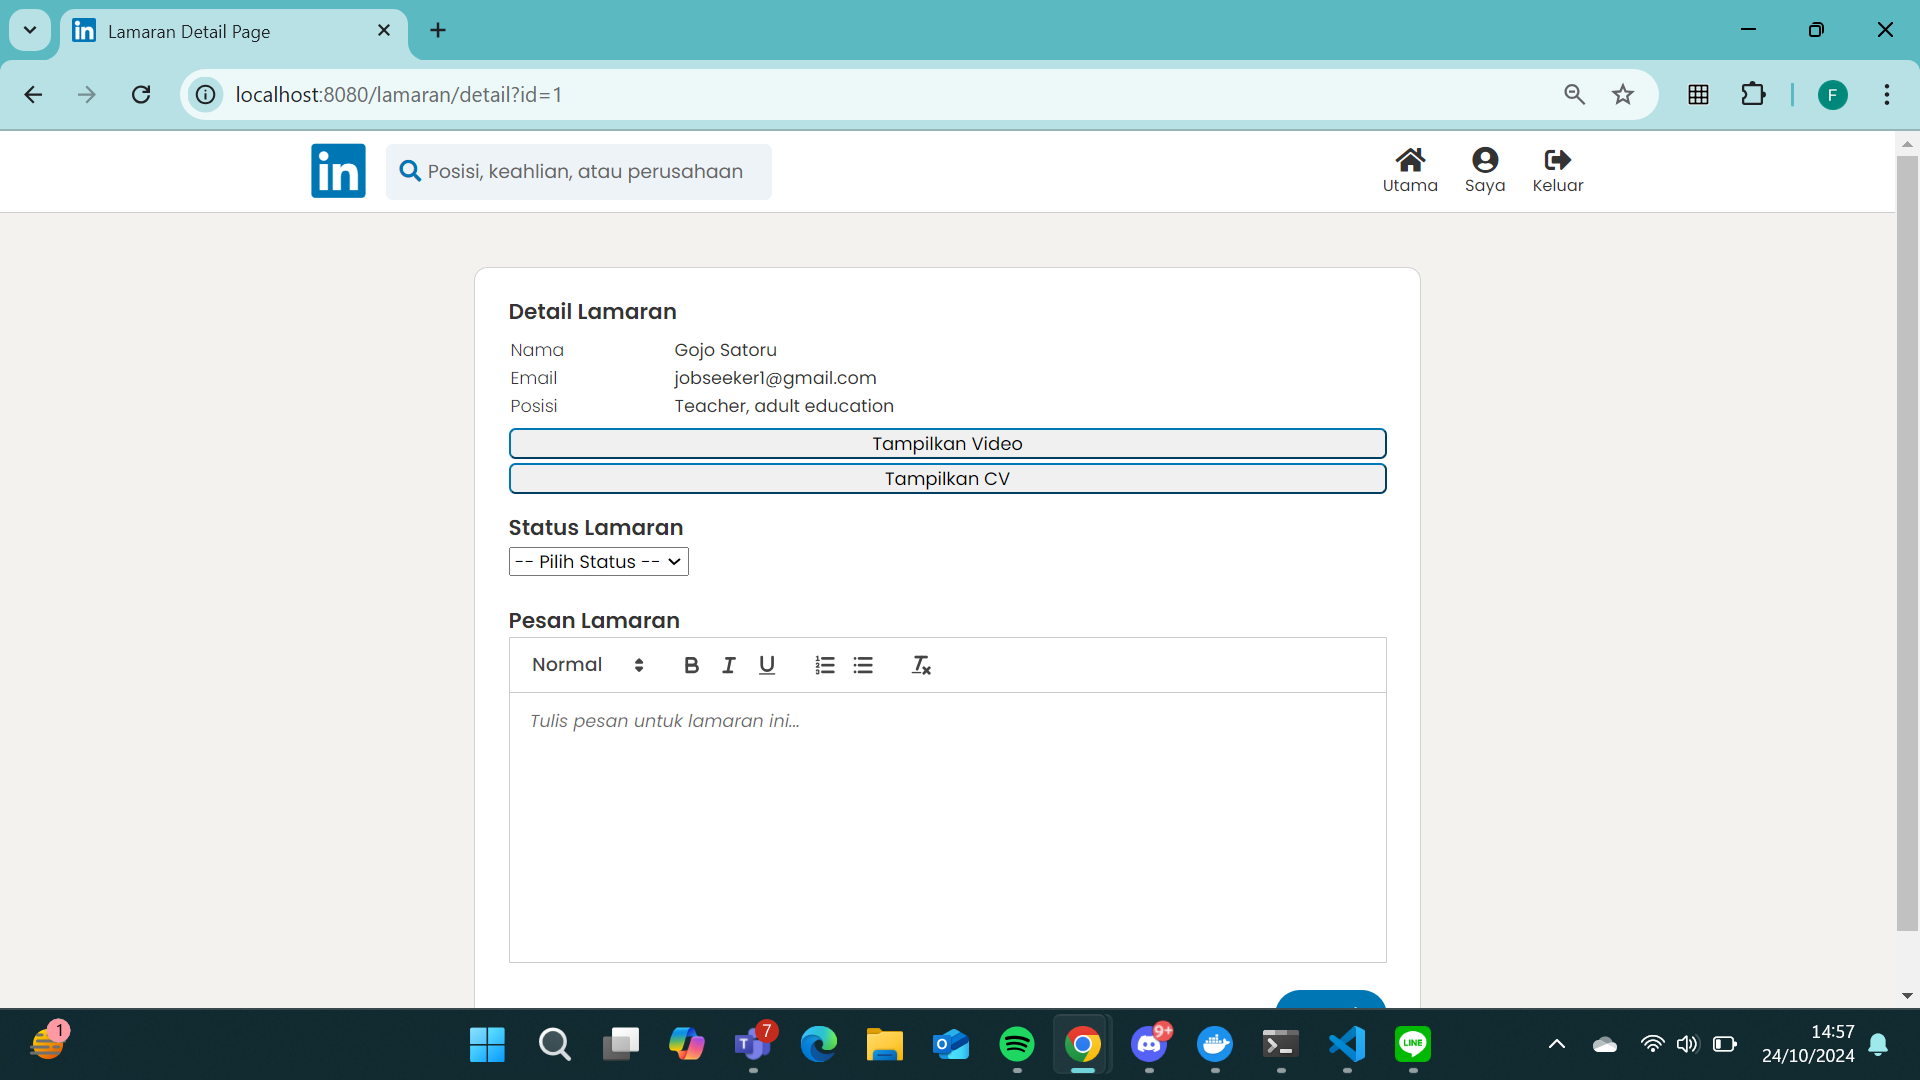 Lamaran Detail Page
localhost:8080/lamaran/detail?id=1
F
in
Posisi, keahlian, atau perusahaan
Utama
Saya
Keluar
Detail Lamaran
Nama Gojo Satoru
Email jobseeker1@gmail.com
Posisi Teacher, adult education
Tampilkan Video
Tampilkan CV
Status Lamaran
-- Pilih Status --
Pesan Lamaran
Normal B I U
Tulis pesan untuk lamaran ini...
1
7
9+
LINE
14:57
24/10/2024